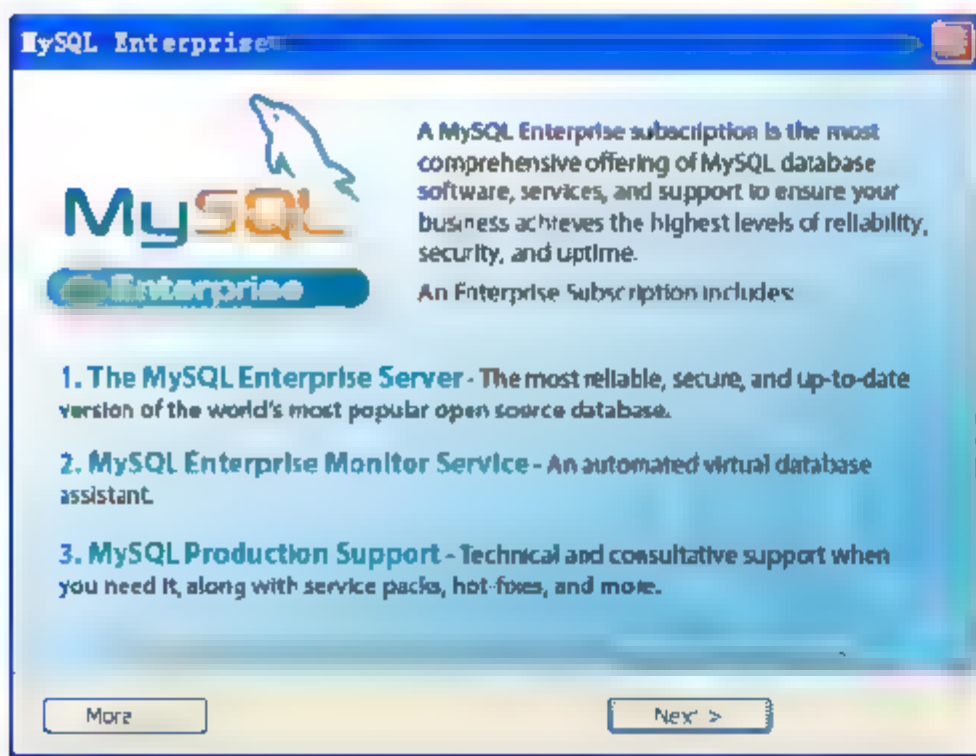 MySQL Enterprise
MySQL
Enterprise
A MySQL Enterprise subscription is the most
comprehensive offering of MySQL database
software, services, and support to ensure your
business achieves the highest levels of reliability,
security, and uptime.
An Enterprise Subscription includes:
1. The MySQL Enterprise Server - The most reliable, secure, and up-to-date
version of the world's most popular open source database.
2. MySQL Enterprise Monitor Service - An automated virtual database
assistant.
3. MySQL Production Support - Technical and consultative support when
you need it, along with service packs, hot-fixes, and more.
More
Next >